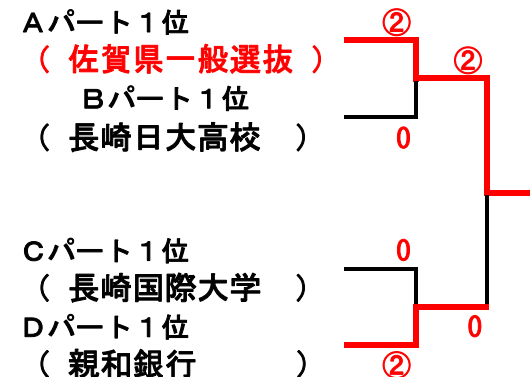 Aパート１位 ②
（ 佐賀県一般選抜 ） ②
Bパート１位
（ 長崎日大高校 ） 0
Cパート１位 0
（ 長崎国際大学 ）
Dパート１位 0
（ 親和銀行 ） ②